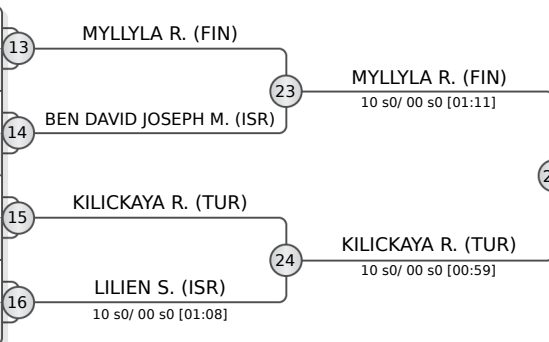 13
MYLLYLA R. (FIN)
23
MYLLYLA R. (FIN)
10 s0/ 00 s0 [01:11]
14
BEN DAVID JOSEPH M. (ISR)
15
KILICKAYA R. (TUR)
24
KILICKAYA R. (TUR)
10 s0/ 00 s0 [00:59]
16
LILIEN S. (ISR)
10 s0/ 00 s0 [01:08]